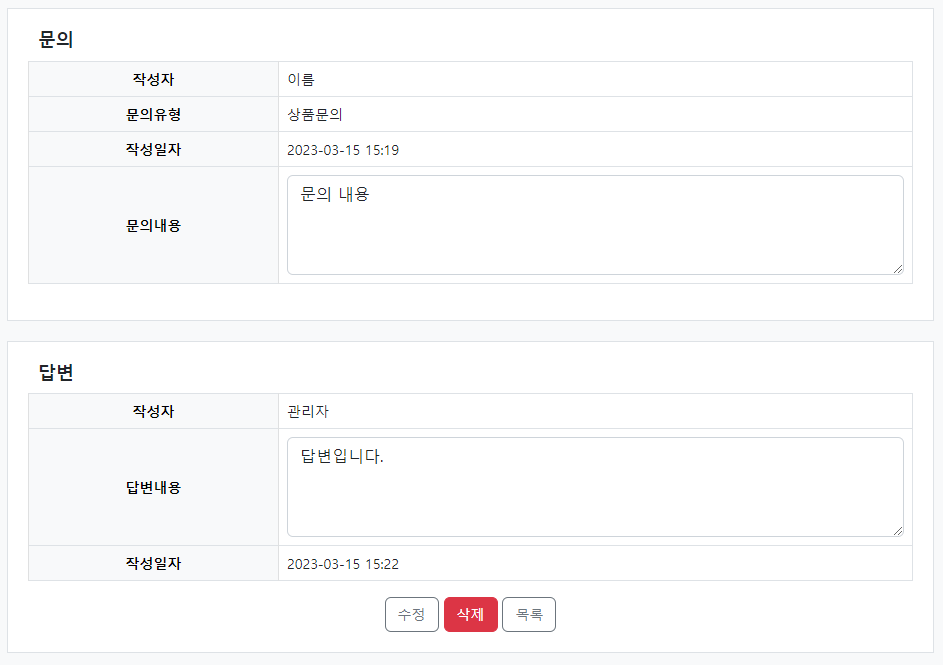 문의
작성자 이름
문의유형 상품문의
작성일자 2023-03-15 15:19
문의내용 문의 내용
답변
작성자 관리자
답변내용 답변입니다.
작성일자 2023-03-15 15:22
수정 삭제 목록